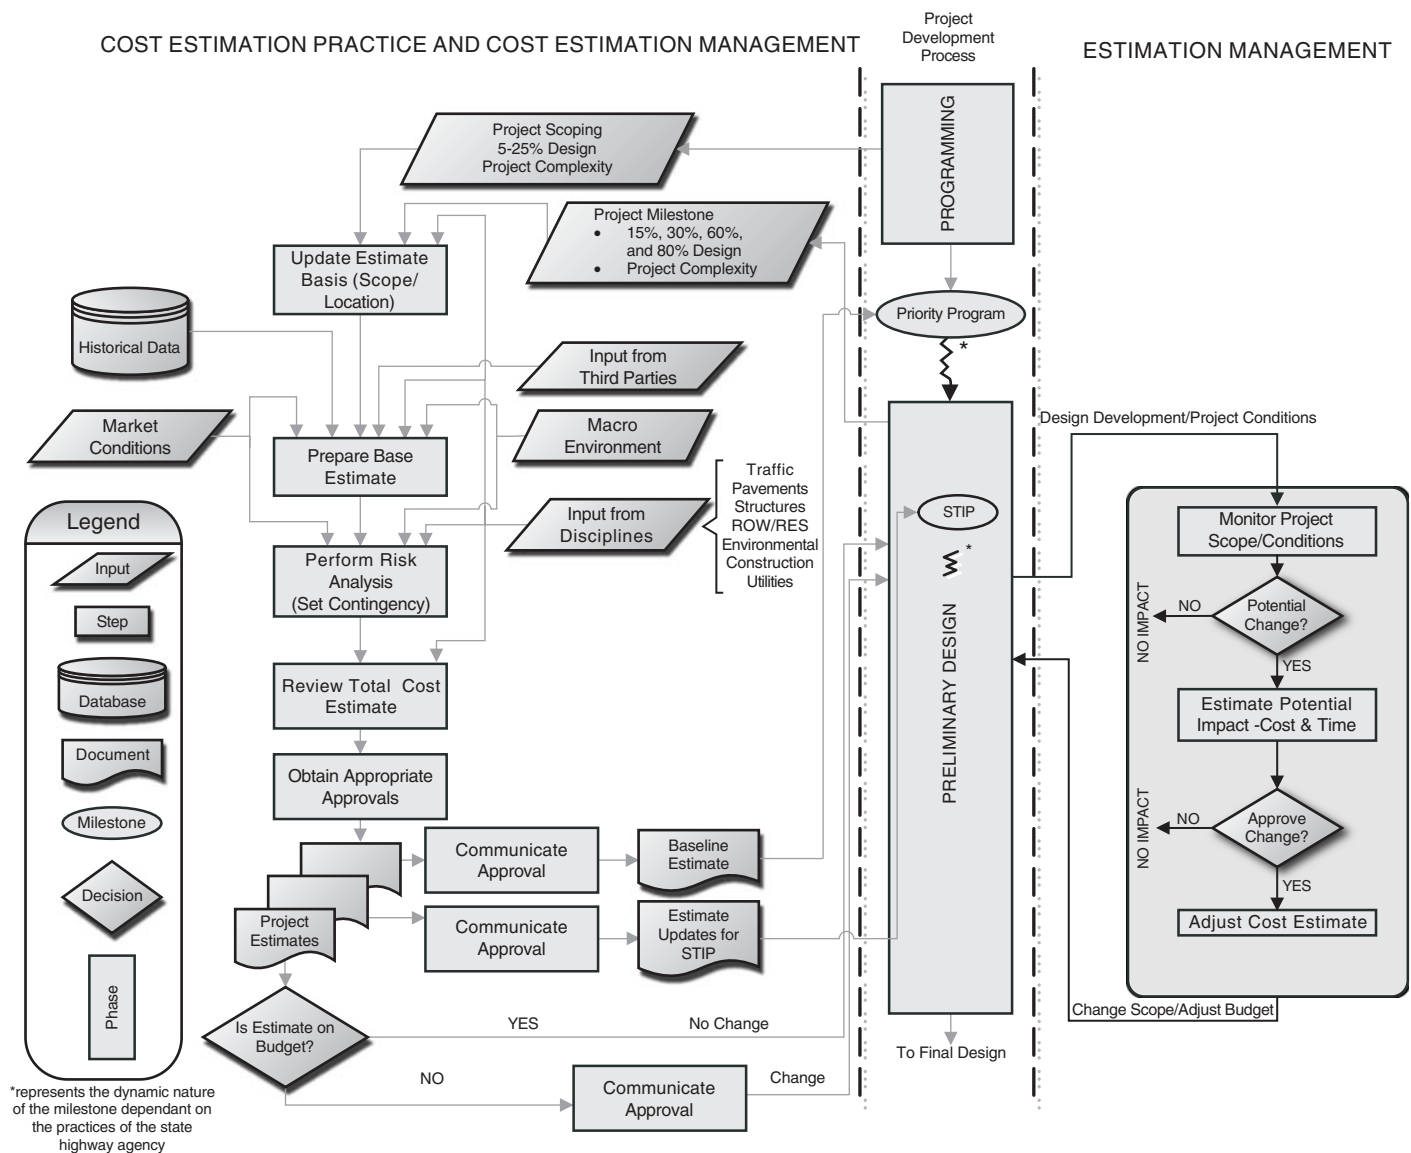 COST ESTIMATION PRACTICE AND COST ESTIMATION MANAGEMENT
Project
Development
Process
ESTIMATION MANAGEMENT
Project Scoping
5-25% Design
Project Complexity
PROGRAMMING
Project Milestone
• 15%, 30%, 60%,
and 80% Design
• Project Complexity
Update Estimate
Basis (Scope/
Location)
Historical Data
Priority Program
*
Input from
Third Parties
Market
Conditions
Macro
Environment
Prepare Base
Estimate
Design Development/Project Conditions
Traffic
Pavements
Structures
ROW/RES
Environmental
Construction
Utilities
Input from
Disciplines
STIP
*
Perform Risk
Analysis
(Set Contingency)
PRELIMINARY DESIGN
Monitor Project
Scope/Conditions
Potential
Change?
NO
NO IMPACT
YES
Estimate Potential
Impact -Cost & Time
Approve
Change?
NO
NO IMPACT
YES
Adjust Cost Estimate
Change Scope/Adjust Budget
Review Total Cost
Estimate
Obtain Appropriate
Approvals
Communicate
Approval
Baseline
Estimate
Project
Estimates
Communicate
Approval
Estimate
Updates for
STIP
Is Estimate on
Budget?
YES
No Change
To Final Design
NO
Communicate
Approval
Change
Legend
Input
Step
Database
Document
Milestone
Decision
Phase
*represents the dynamic nature
of the milestone dependant on
the practices of the state
highway agency